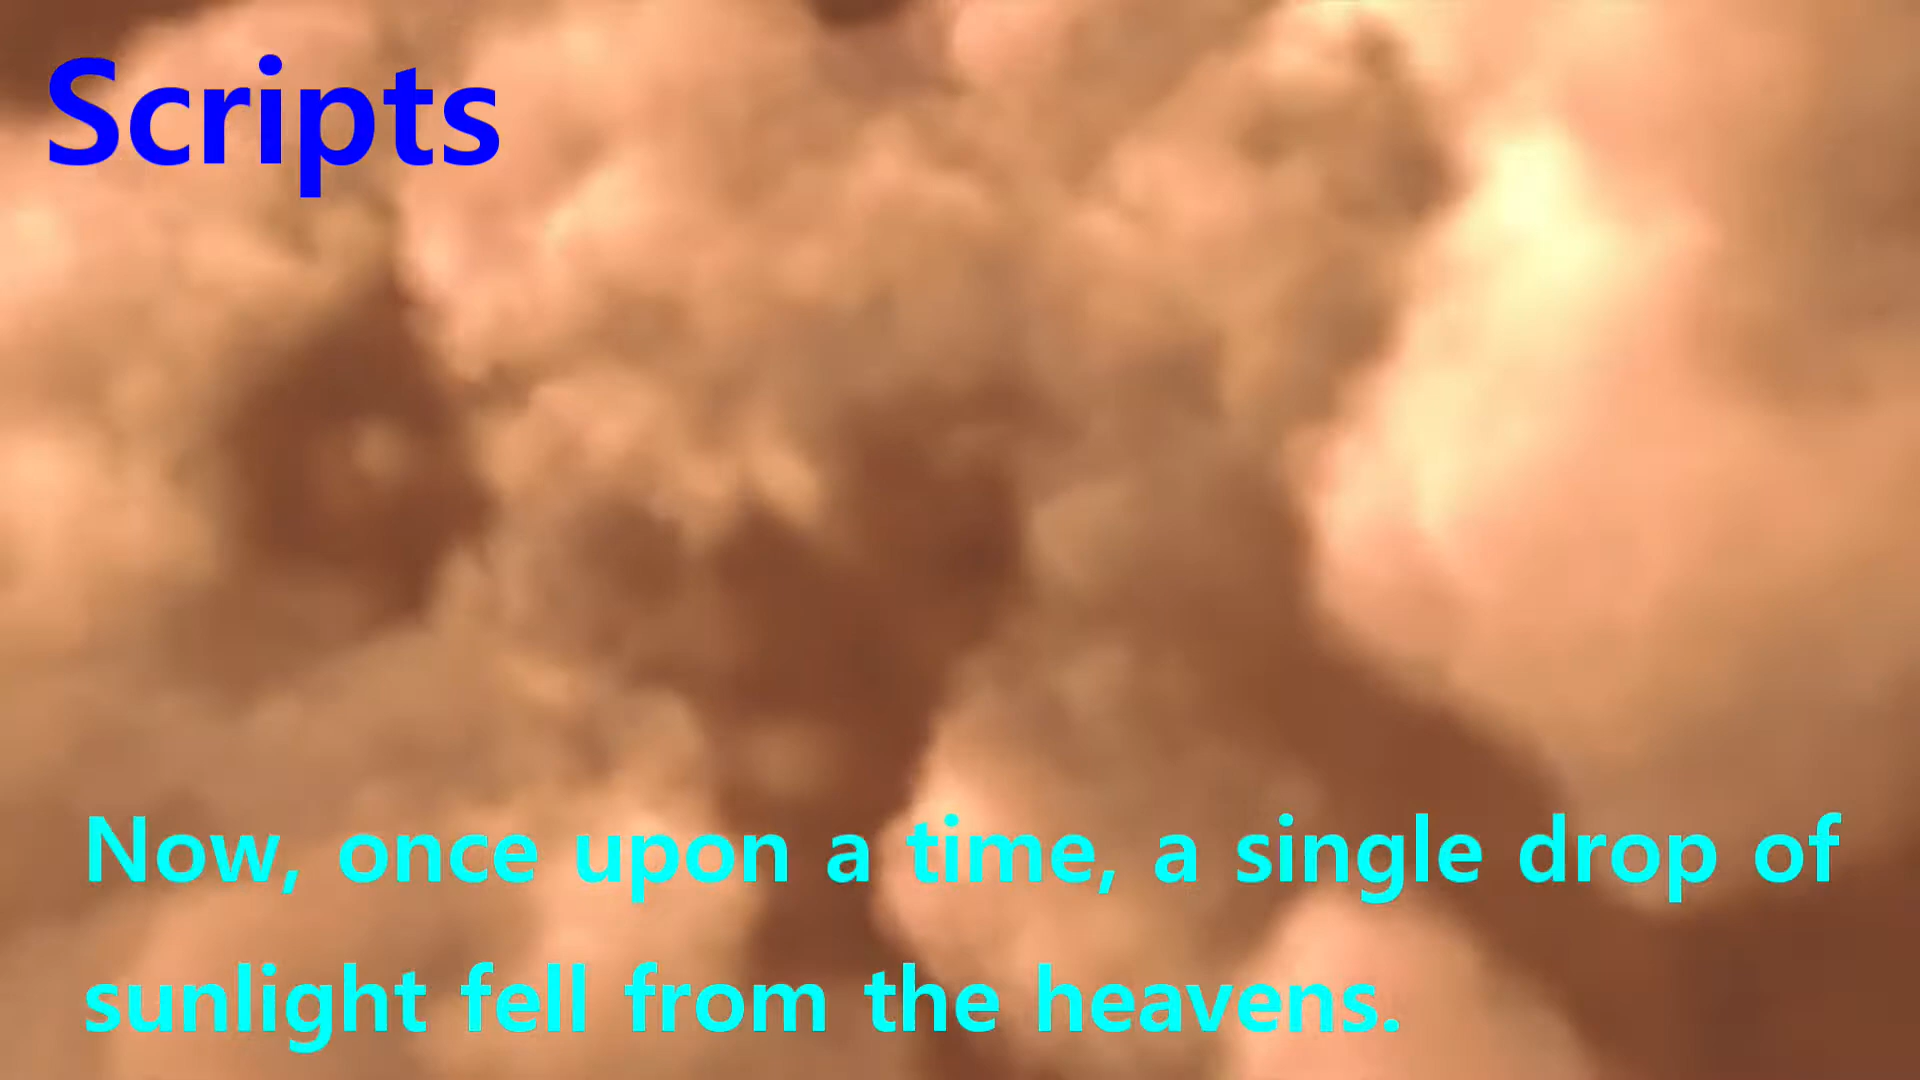 Scripts
Now, once upon a time, a single drop of
sunlight fell from the heavens.